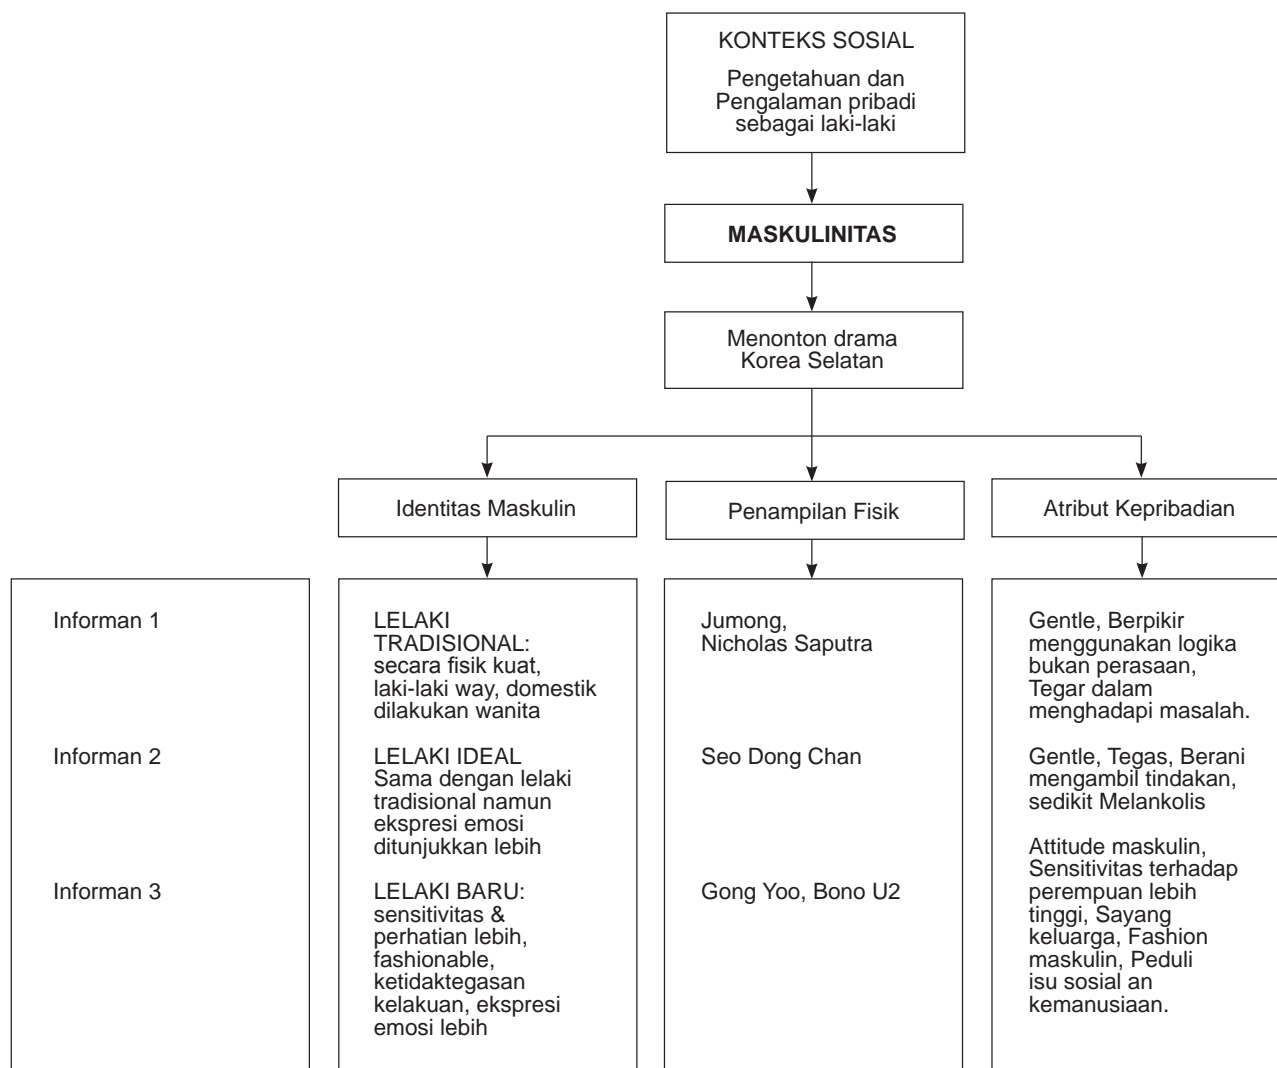 KONTEKS SOSIAL
Pengetahuan dan
Pengalaman pribadi
sebagai laki-laki
MASKULINITAS
Menonton drama
Korea Selatan
Identitas Maskulin
Penampilan Fisik
Atribut Kepribadian
Informan 1
LELAKI
TRADISIONAL:
secara fisik kuat,
laki-laki way, domestik
dilakukan wanita
Jumong,
Nicholas Saputra
Gentle, Berpikir
menggunakan logika
bukan perasaan,
Tegar dalam
menghadapi masalah.
Informan 2
LELAKI IDEAL
Sama dengan lelaki
tradisional namun
ekspresi emosi
ditunjukkan lebih
Seo Dong Chan
Gentle, Tegas, Berani
mengambil tindakan,
sedikit Melankolis
Informan 3
LELAKI BARU:
sensitivitas &
perhatian lebih,
fashionable,
ketidaktegasan
kelakuan, ekspresi
emosi lebih
Gong Yoo, Bono U2
Attitude maskulin,
Sensitivitas terhadap
perempuan lebih
tinggi, Sayang
keluarga, Fashion
maskulin, Peduli
isu sosial an
kemanusiaan.